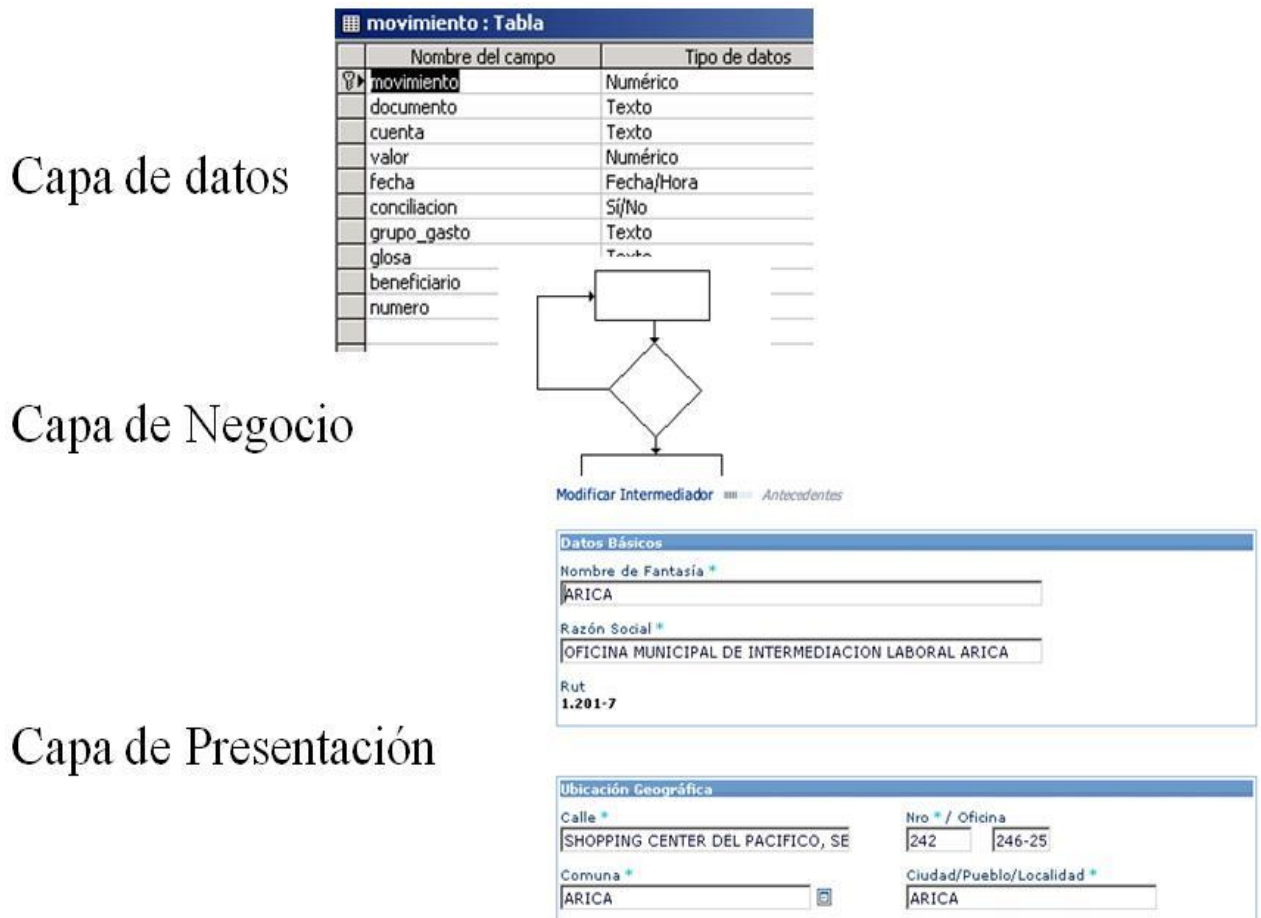 movimiento : Tabla
Nombre del campo Tipo de datos
movimiento Numérico
documento Texto
cuenta Texto
valor Numérico
fecha Fecha/Hora
conciliacion Sí/No
grupo_gasto Texto
glosa Texto
beneficiario
numero
Capa de datos
Capa de Negocio
Modificar Intermediador Antecedentes
Datos Básicos
Nombre de Fantasía *
ARICA
Razón Social *
OFICINA MUNICIPAL DE INTERMEDIACION LABORAL ARICA
Rut
1.201-7
Capa de Presentación
Ubicación Geográfica
Calle * Nro * / Oficina
SHOPPING CENTER DEL PACIFICO, SE 242 246-25
Comuna * Ciudad/Pueblo/Localidad *
ARICA ARICA